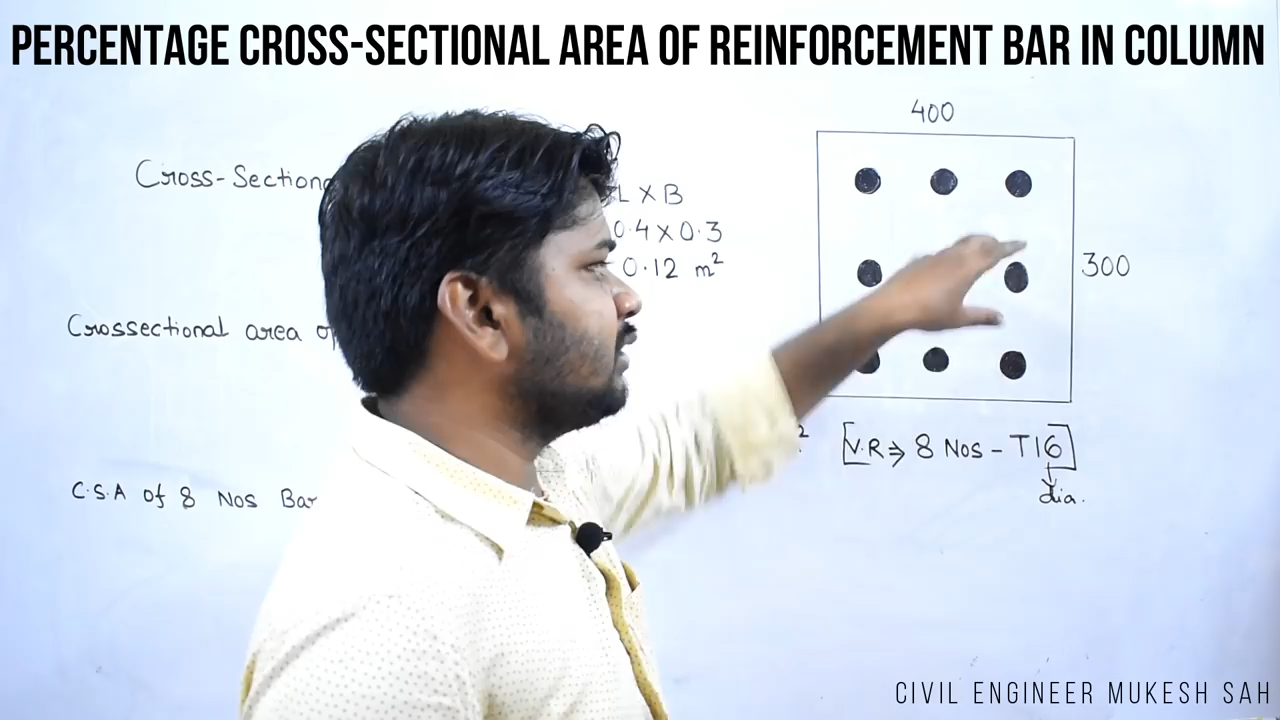 PERCENTAGE CROSS-SECTIONAL AREA OF REINFORCEMENT BAR IN COLUMN
400
Cross-Section
L X B
0.4 X 0.3
0.12 m²
300
Crossectional area of
2
[V.R ⇒ 8 Nos - T16]
dia.
C.S.A of 8 Nos Bar
CIVIL ENGINEER MUKESH SAH